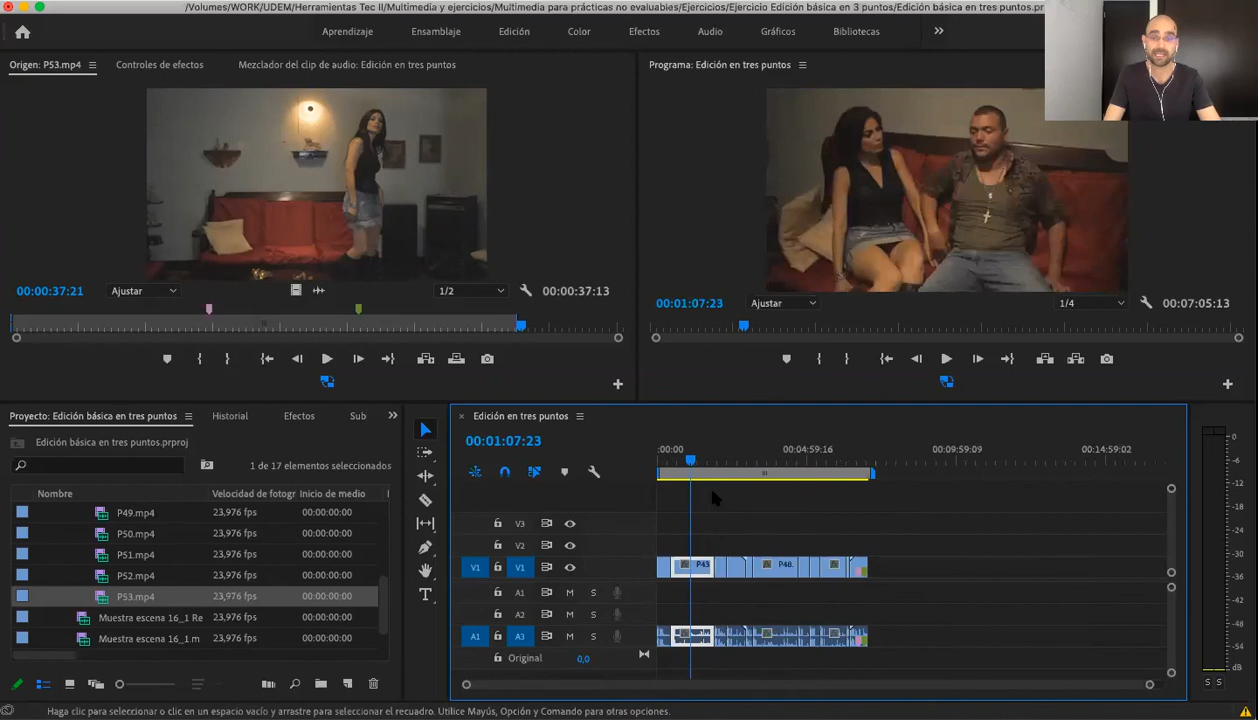 /Volumes/WORK/UDEM/Herramientas Tec II/Multimedia y ejercicios/Multimedia para prácticas no evaluables/Ejercicios/Ejercicio Edición básica en 3 puntos/Edición básica en tres puntos.pr
Aprendizaje Ensamblaje Edición Color Efectos Audio Gráficos Bibliotecas
Origen: P53.mp4 Controles de efectos Mezclador del clip de audio: Edición en tres puntos
Programa: Edición en tres puntos
00:00:37:21 Ajustar 1/2 00:00:37:13
00:01:07:23 Ajustar 1/4 00:07:05:13
Proyecto: Edición básica en tres puntos Historial Efectos Sub
Edición básica en tres puntos.prproj
1 de 17 elementos seleccionados
Nombre Velocidad de fotogr Inicio de medio
P49.mp4 23,976 fps 00:00:00:00
P50.mp4 23,976 fps 00:00:00:00
P51.mp4 23,976 fps 00:00:00:00
P52.mp4 23,976 fps 00:00:00:00
P53.mp4 23,976 fps 00:00:00:00
Muestra escena 16_1 Re 23,976 fps 00:00:00:00
Muestra escena 16_1 m 23,976 fps 00:00:00:00
Edición en tres puntos
00:01:07:23
:00:00 00:04:59:16 00:09:59:09 00:14:59:02
V3
V2
V1 V1 P43 P48.
A1 M S
A2 M S
A1 A3 M S
Original 0,0
0
-6
-12
-18
-24
-30
-36
-42
-48
-54
dB
S S
Haga clic para seleccionar o clic en un espacio vacío y arrastre para seleccionar el recuadro. Utilice Mayús, Opción y Comando para otras opciones.